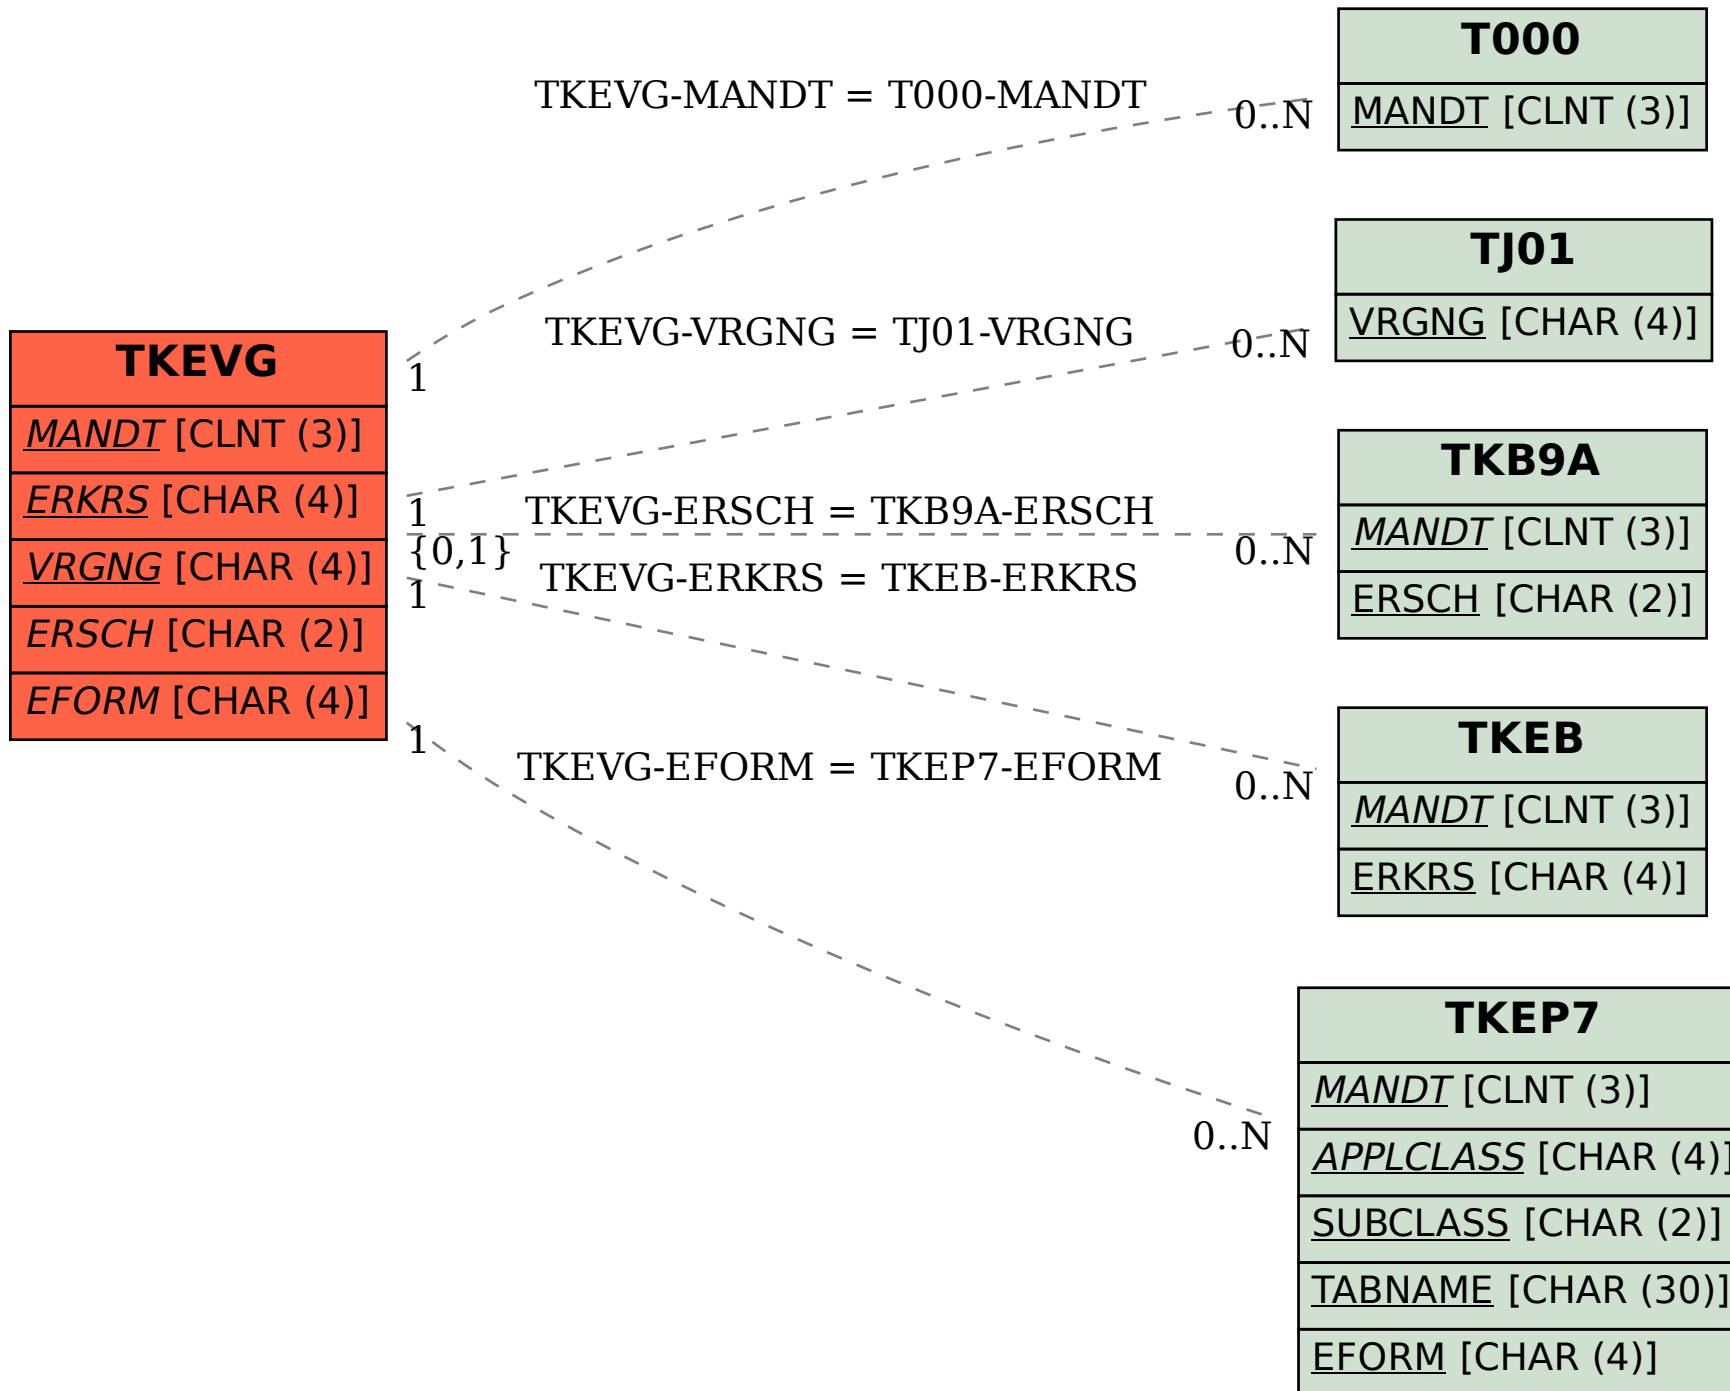 T000
MANDT [CLNT (3)]
TKEVG-MANDT = T000-MANDT
0..N
TJ01
VRGNG [CHAR (4)]
TKEVG-VRGNG = TJ01-VRGNG
0..N
TKEVG
MANDT [CLNT (3)]
ERKRS [CHAR (4)]
VRGNG [CHAR (4)]
ERSCH [CHAR (2)]
EFORM [CHAR (4)]
1
1
{0,1}
1
1
TKEVG-ERSCH = TKB9A-ERSCH
0..N
TKEVG-ERKRS = TKEB-ERKRS
0..N
TKEVG-EFORM = TKEP7-EFORM
0..N
TKB9A
MANDT [CLNT (3)]
ERSCH [CHAR (2)]
TKEB
MANDT [CLNT (3)]
ERKRS [CHAR (4)]
TKEP7
MANDT [CLNT (3)]
APPLCLASS [CHAR (4)]
SUBCLASS [CHAR (2)]
TABNAME [CHAR (30)]
EFORM [CHAR (4)]